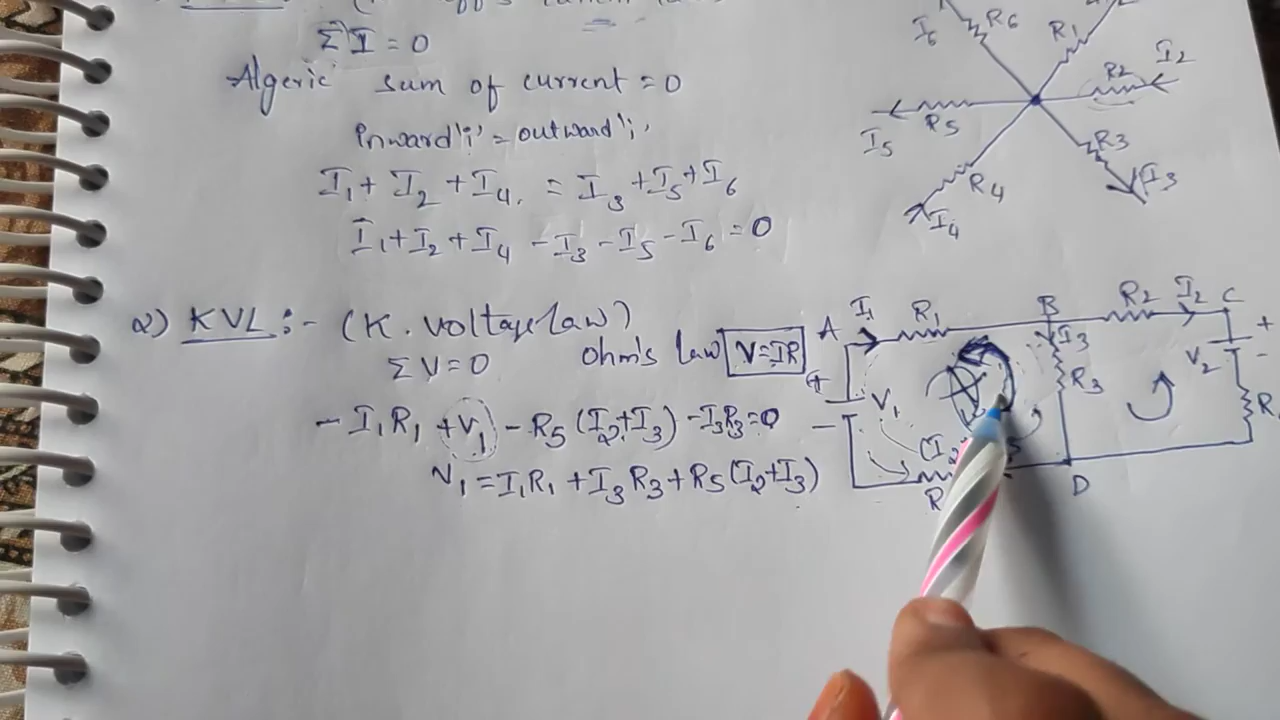 Σ I = 0
Algeric sum of current = 0
Inward 'i' = outward 'i'
I₁ + I₂ + I₄ = I₃ + I₅ + I₆
I₁ + I₂ + I₄ - I₃ - I₅ - I₆ = 0
I₆ R₆ R₁
R₂ I₂
I₅ R₅ R₃ I₃
R₄ I₄
2) KVL :- (K. voltage law)
Σ V = 0 ohm's law V=IR
- I₁R₁ + V₁ - R₅ (I₂+I₃) - I₃R₃ = 0
V₁ = I₁R₁ + I₃R₃ + R₅ (I₂+I₃)
A I₁ R₁ B R₂ I₂ C
+ V₁ - I₃ R₃ V₂ + -
D